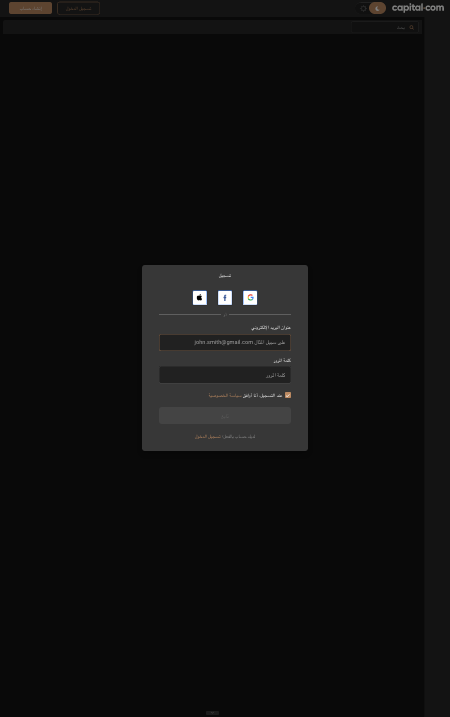 capital.com
تسجيل
أو
عنوان البريد الإلكتروني
على سبيل المثال john.smith@gmail.com
كلمة المرور
كلمة المرور
عند التسجيل، أنا أوافق سياسة الخصوصية
لديك حساب بالفعل؟ تسجيل الدخول